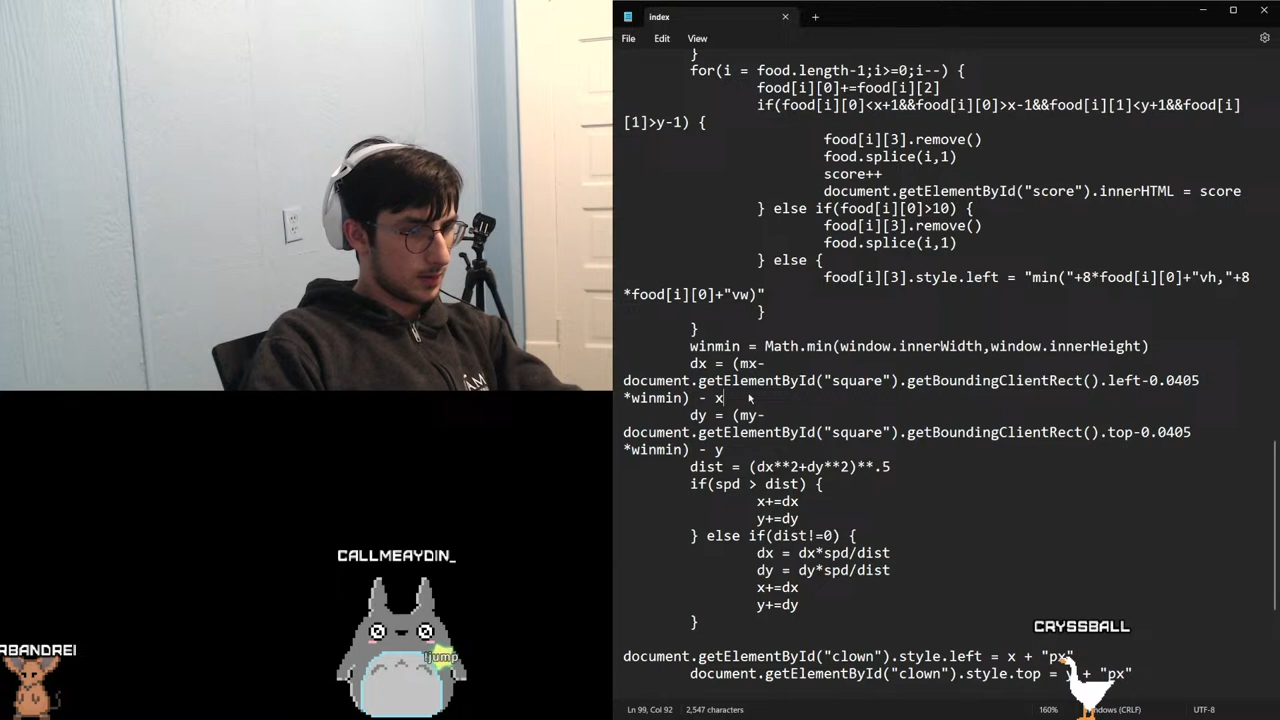 index
File Edit View
}
for(i = food.length-1;i>=0;i--) {
food[i][0]+=food[i][2]
if(food[i][0]<x+1&&food[i][0]>x-1&&food[i][1]<y+1&&food[i]
[1]>y-1) {
food[i][3].remove()
food.splice(i,1)
score++
document.getElementById("score").innerHTML = score
} else if(food[i][0]>10) {
food[i][3].remove()
food.splice(i,1)
} else {
food[i][3].style.left = "min("+8*food[i][0]+"vh,"+8
*food[i][0]+"vw)"
}
}
winmin = Math.min(window.innerWidth,window.innerHeight)
dx = (mx-
document.getElementById("square").getBoundingClientRect().left-0.0405
*winmin) - x
dy = (my-
document.getElementById("square").getBoundingClientRect().top-0.0405
*winmin) - y
dist = (dx**2+dy**2)**.5
if(spd > dist) {
x+=dx
y+=dy
} else if(dist!=0) {
dx = dx*spd/dist
dy = dy*spd/dist
x+=dx
y+=dy
}
document.getElementById("clown").style.left = x + "px"
document.getElementById("clown").style.top = y + "px"
CALLMEAYDIN_
!jump
RBANDREI
CRYSSBALL
Ln 99, Col 92 2,547 characters 160% (CRLF) UTF-8